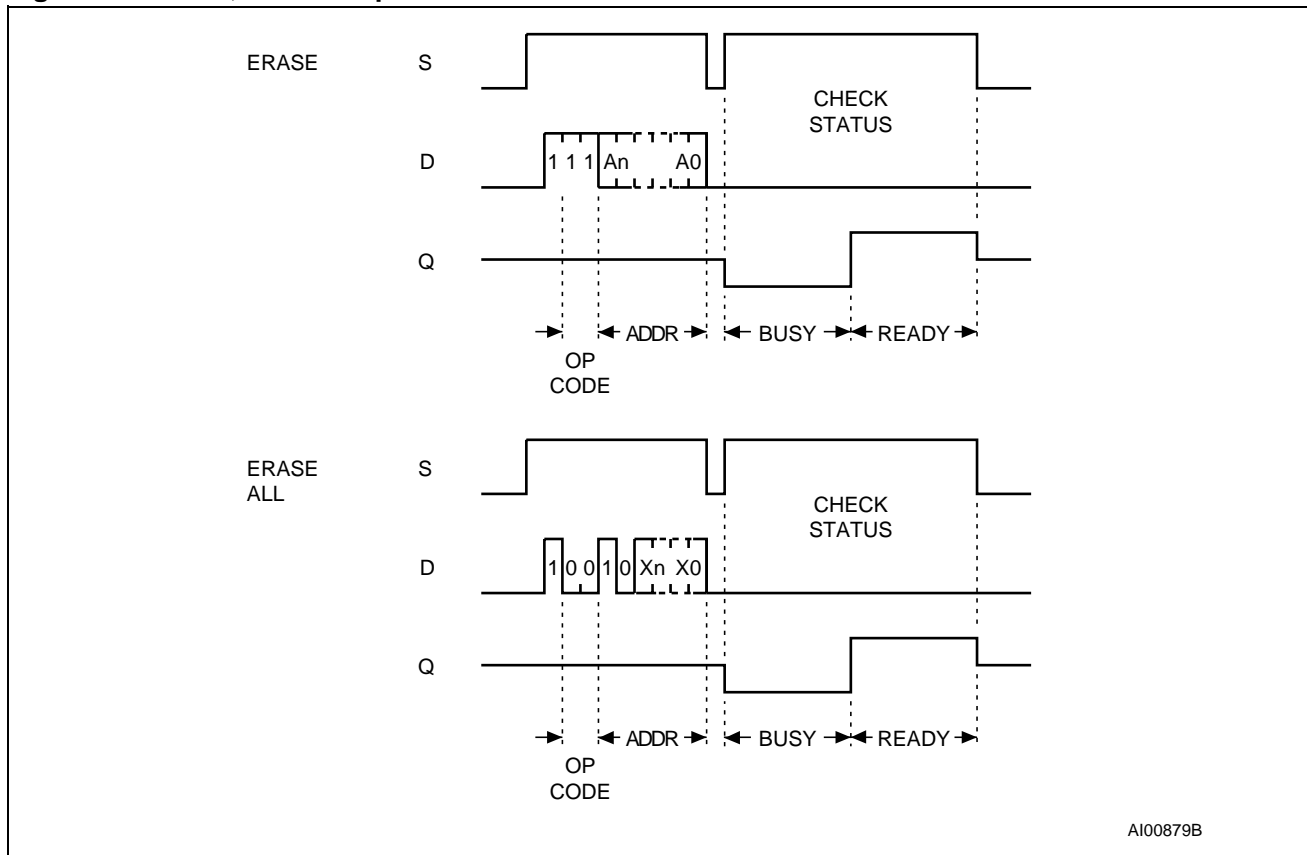 ERASE S
CHECK
STATUS
D 1 1 1 An A0
Q
ADDR BUSY READY
OP
CODE
ERASE
ALL
S
CHECK
STATUS
D 1 0 0 1 0 Xn X0
Q
ADDR BUSY READY
OP
CODE
AI00879B